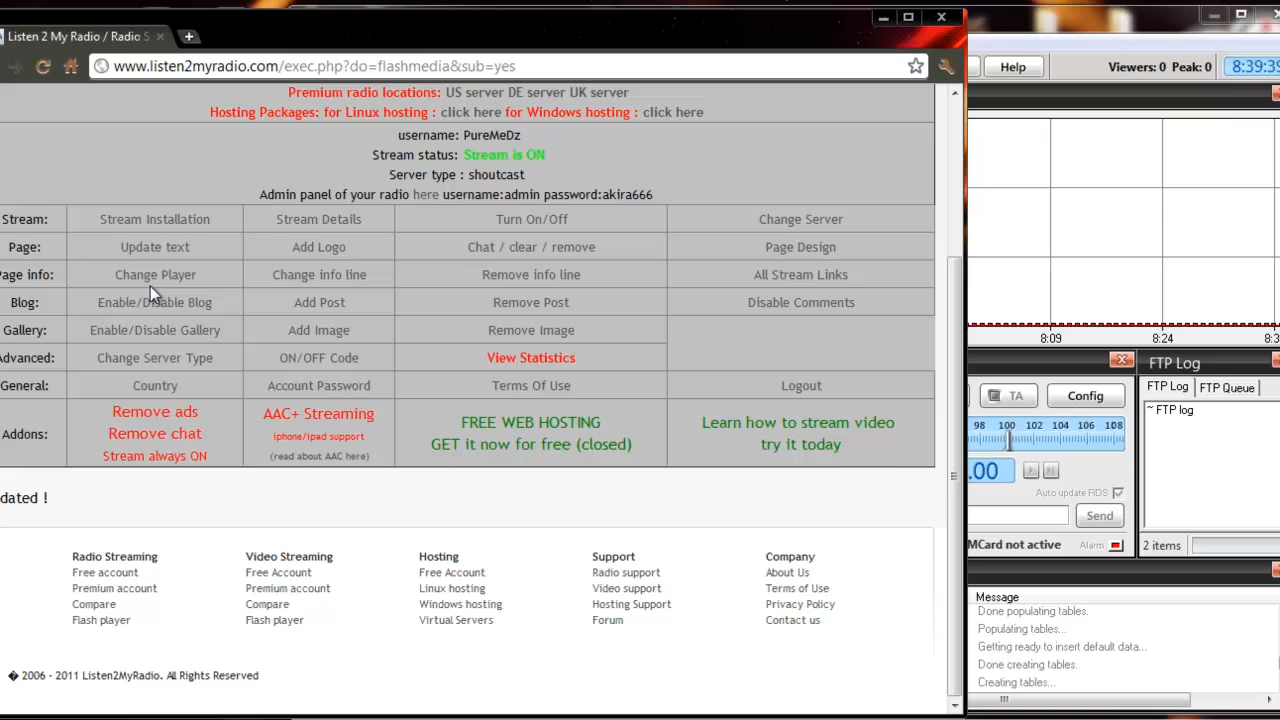 Listen 2 My Radio / Radio S
www.listen2myradio.com/exec.php?do=flashmedia&sub=yes
Help
Viewers: 0 Peak: 0
8:39:39
Premium radio locations: US server DE server UK server
Hosting Packages: for Linux hosting : click here for Windows hosting : click here
username: PureMeDz
Stream status: Stream is ON
Server type : shoutcast
Admin panel of your radio here username:admin password:akira666
Stream: Stream Installation Stream Details Turn On/Off Change Server
Page: Update text Add Logo Chat / clear / remove Page Design
Page info: Change Player Change info line Remove info line All Stream Links
Blog: Enable/Disable Blog Add Post Remove Post Disable Comments
Gallery: Enable/Disable Gallery Add Image Remove Image
Advanced: Change Server Type ON/OFF Code View Statistics
General: Country Account Password Terms Of Use Logout
Addons:
Remove ads
Remove chat
Stream always ON
AAC+ Streaming
iphone/ipad support
(read about AAC here)
FREE WEB HOSTING
GET it now for free (closed)
Learn how to stream video
try it today
dated !
Radio Streaming
Free account
Premium account
Compare
Flash player
Video Streaming
Free Account
Premium account
Compare
Flash player
Hosting
Free Account
Linux hosting
Windows hosting
Virtual Servers
Support
Radio support
Video support
Hosting Support
Forum
Company
About Us
Terms of Use
Privacy Policy
Contact us
� 2006 - 2011 Listen2MyRadio. All Rights Reserved
8:09 8:24 8:3
TA
Config
98 100 102 104 106 108
.00
Auto update RDS
Send
MCard not active Alarm
FTP Log
FTP Log FTP Queue
~ FTP log
2 items
Message
Done populating tables.
Populating tables...
Getting ready to insert default data...
Done creating tables.
Creating tables...